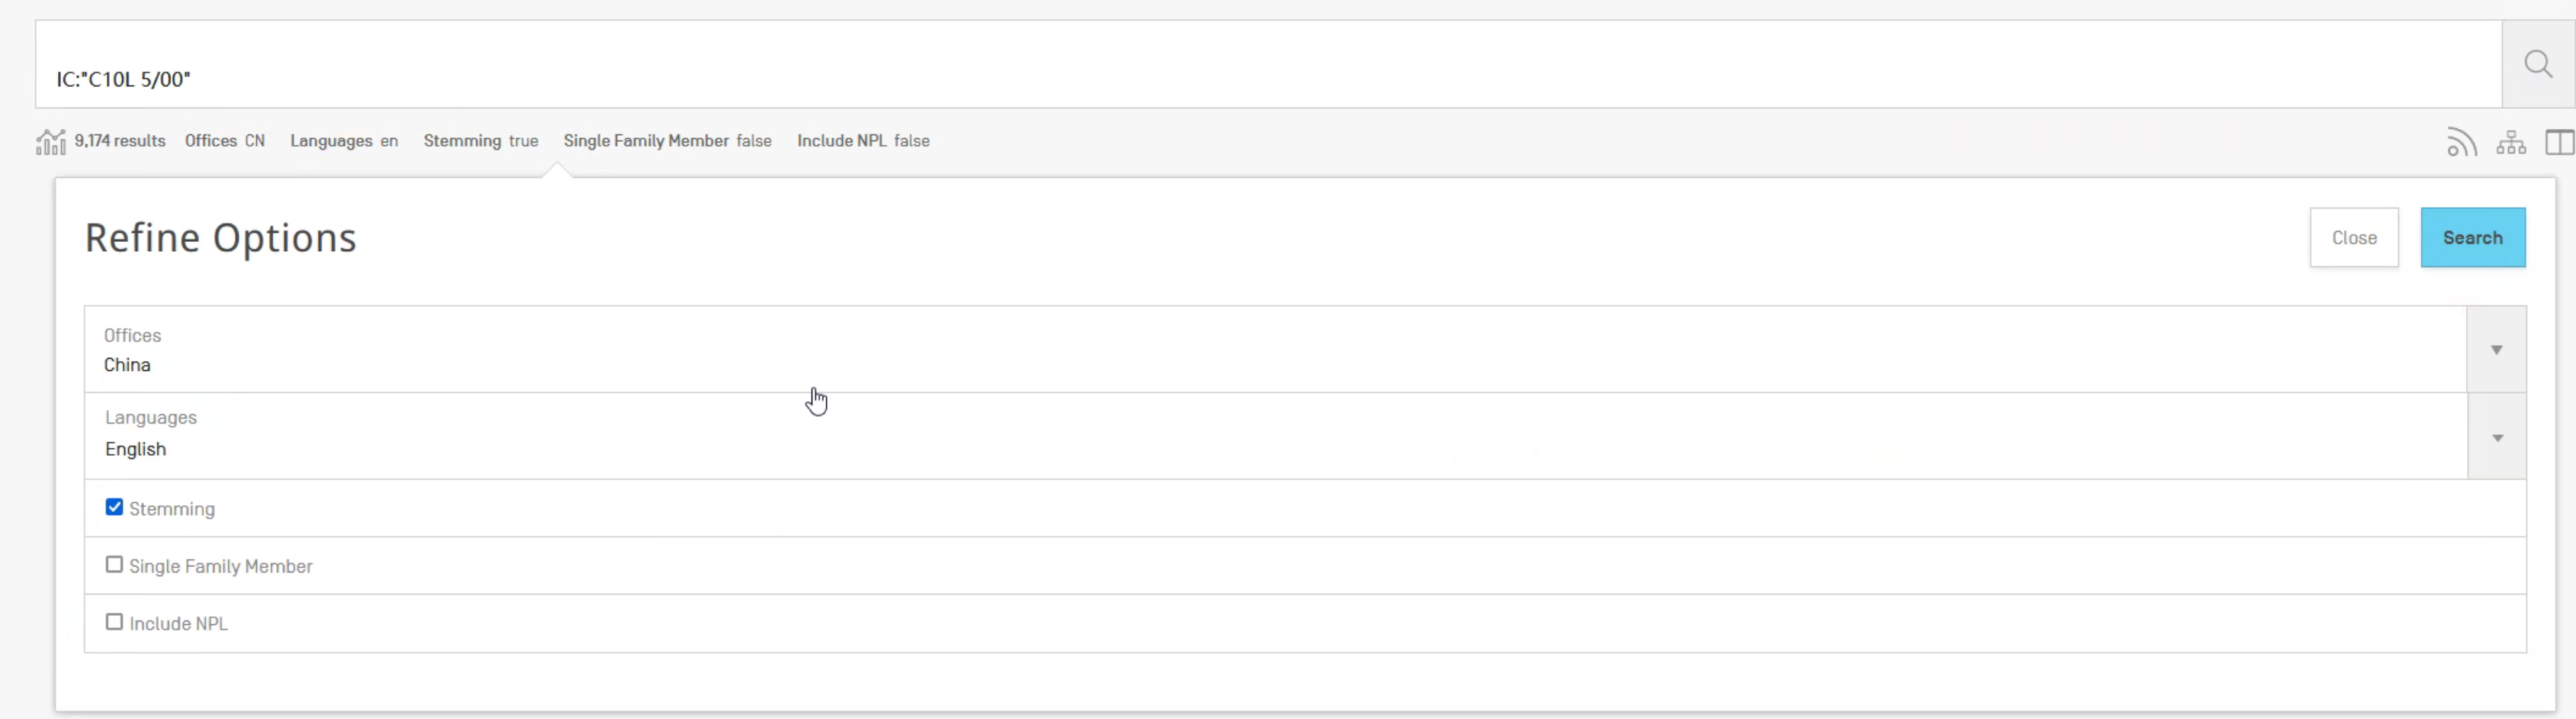 IC:"C10L 5/00"
9,174 results Offices CN Languages en Stemming true Single Family Member false Include NPL false
Refine Options
Close Search
Offices
China
Languages
English
Stemming
Single Family Member
Include NPL